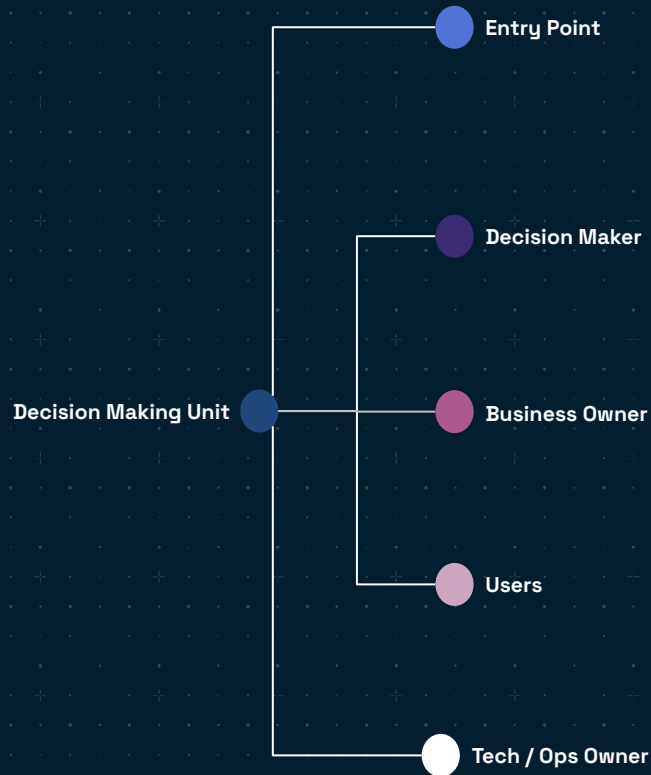 Entry Point
Decision Maker
Decision Making Unit
Business Owner
Users
Tech / Ops Owner